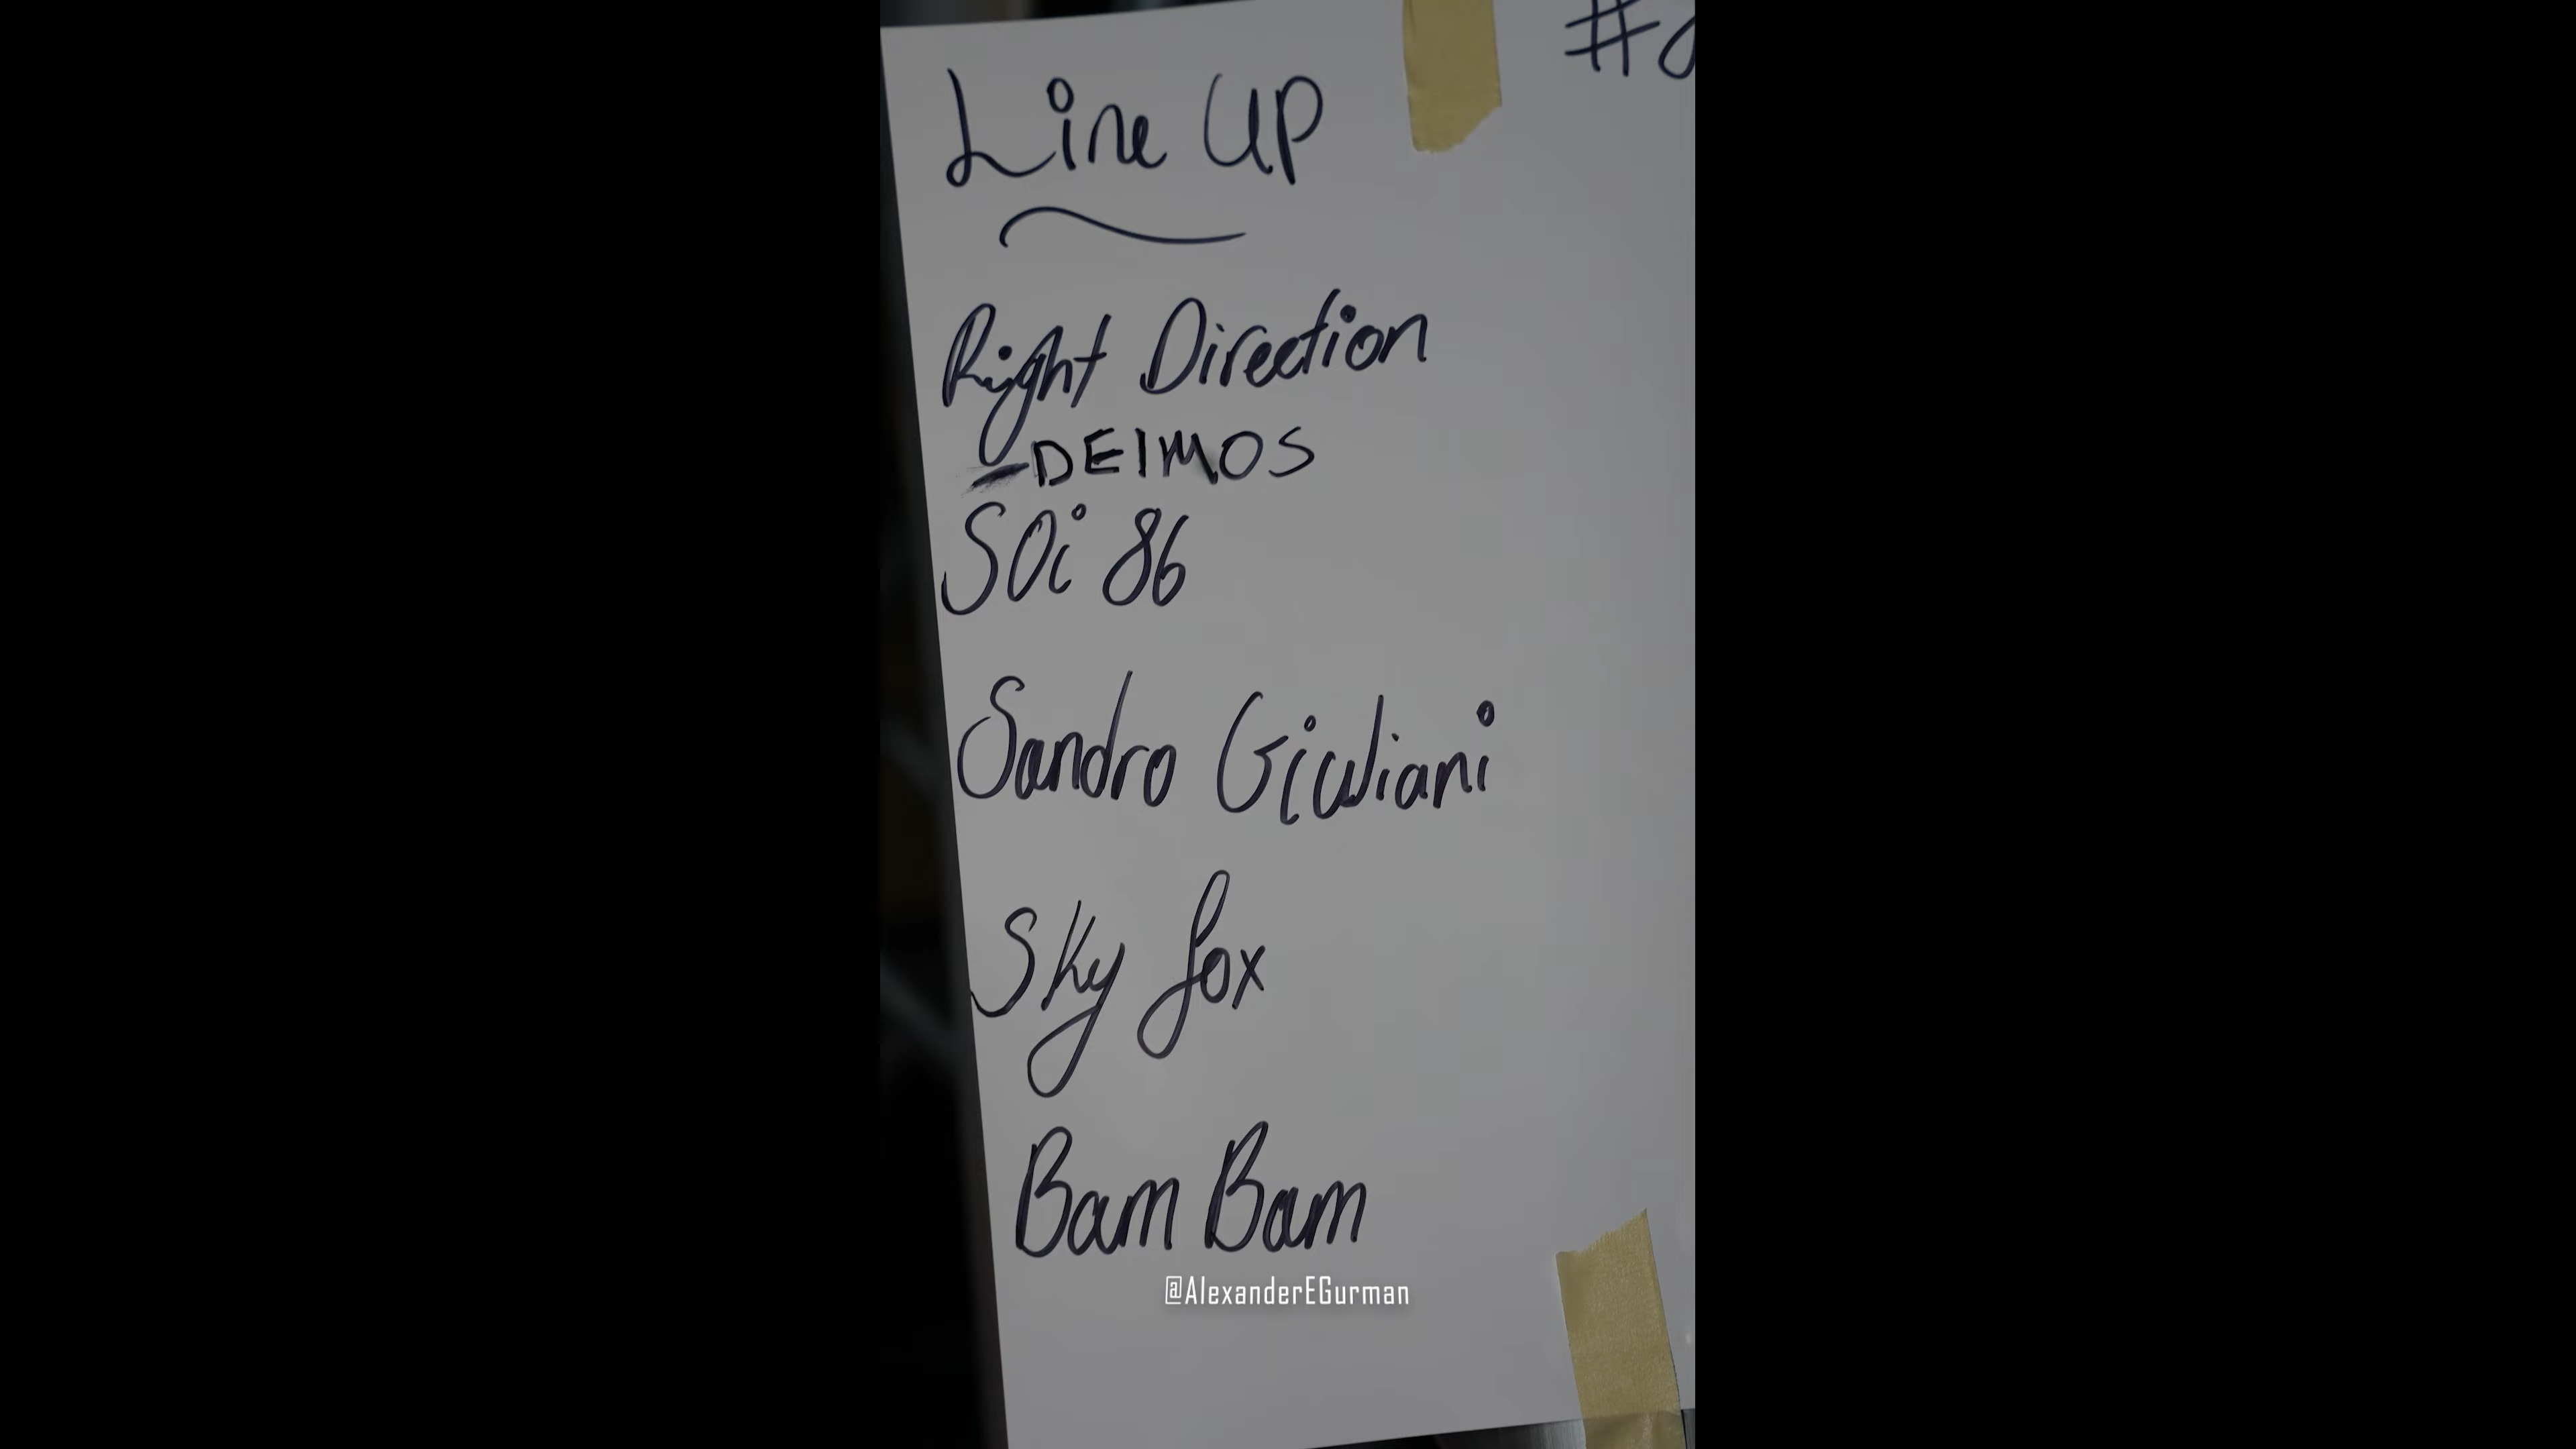 Line UP
Right Direction
DEIMOS
SOi 86
Sandro Giuliani
Sky fox
Bam Bam
@AlexanderEGurman